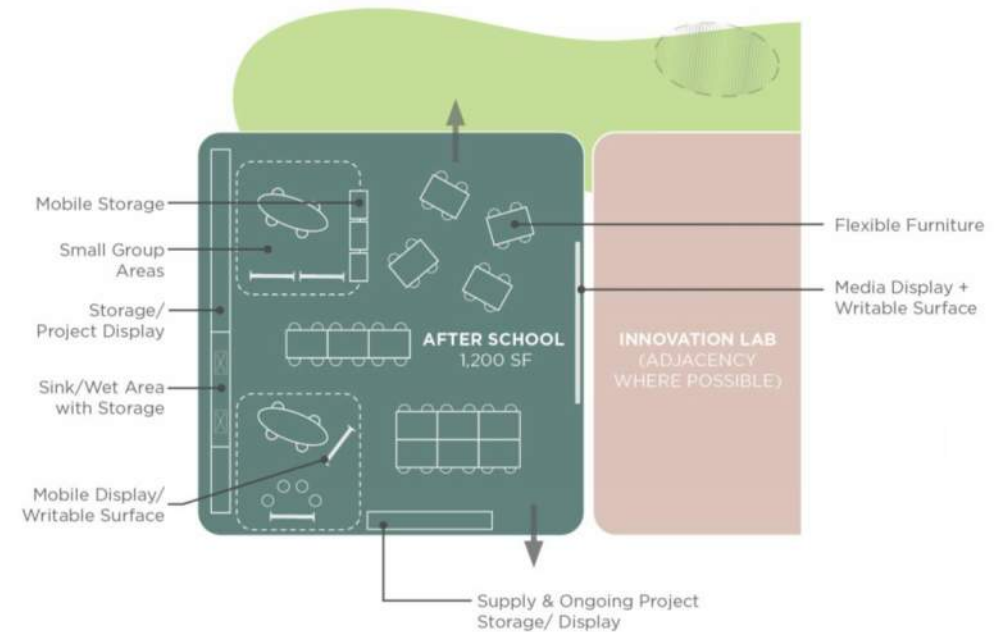 Mobile Storage
Small Group
Areas
Storage/
Project Display
Sink/Wet Area
with Storage
Mobile Display/
Writable Surface
AFTER SCHOOL
1,200 SF
INNOVATION LAB
(ADJACENCY
WHERE POSSIBLE)
Flexible Furniture
Media Display +
Writable Surface
Supply & Ongoing Project
Storage/ Display